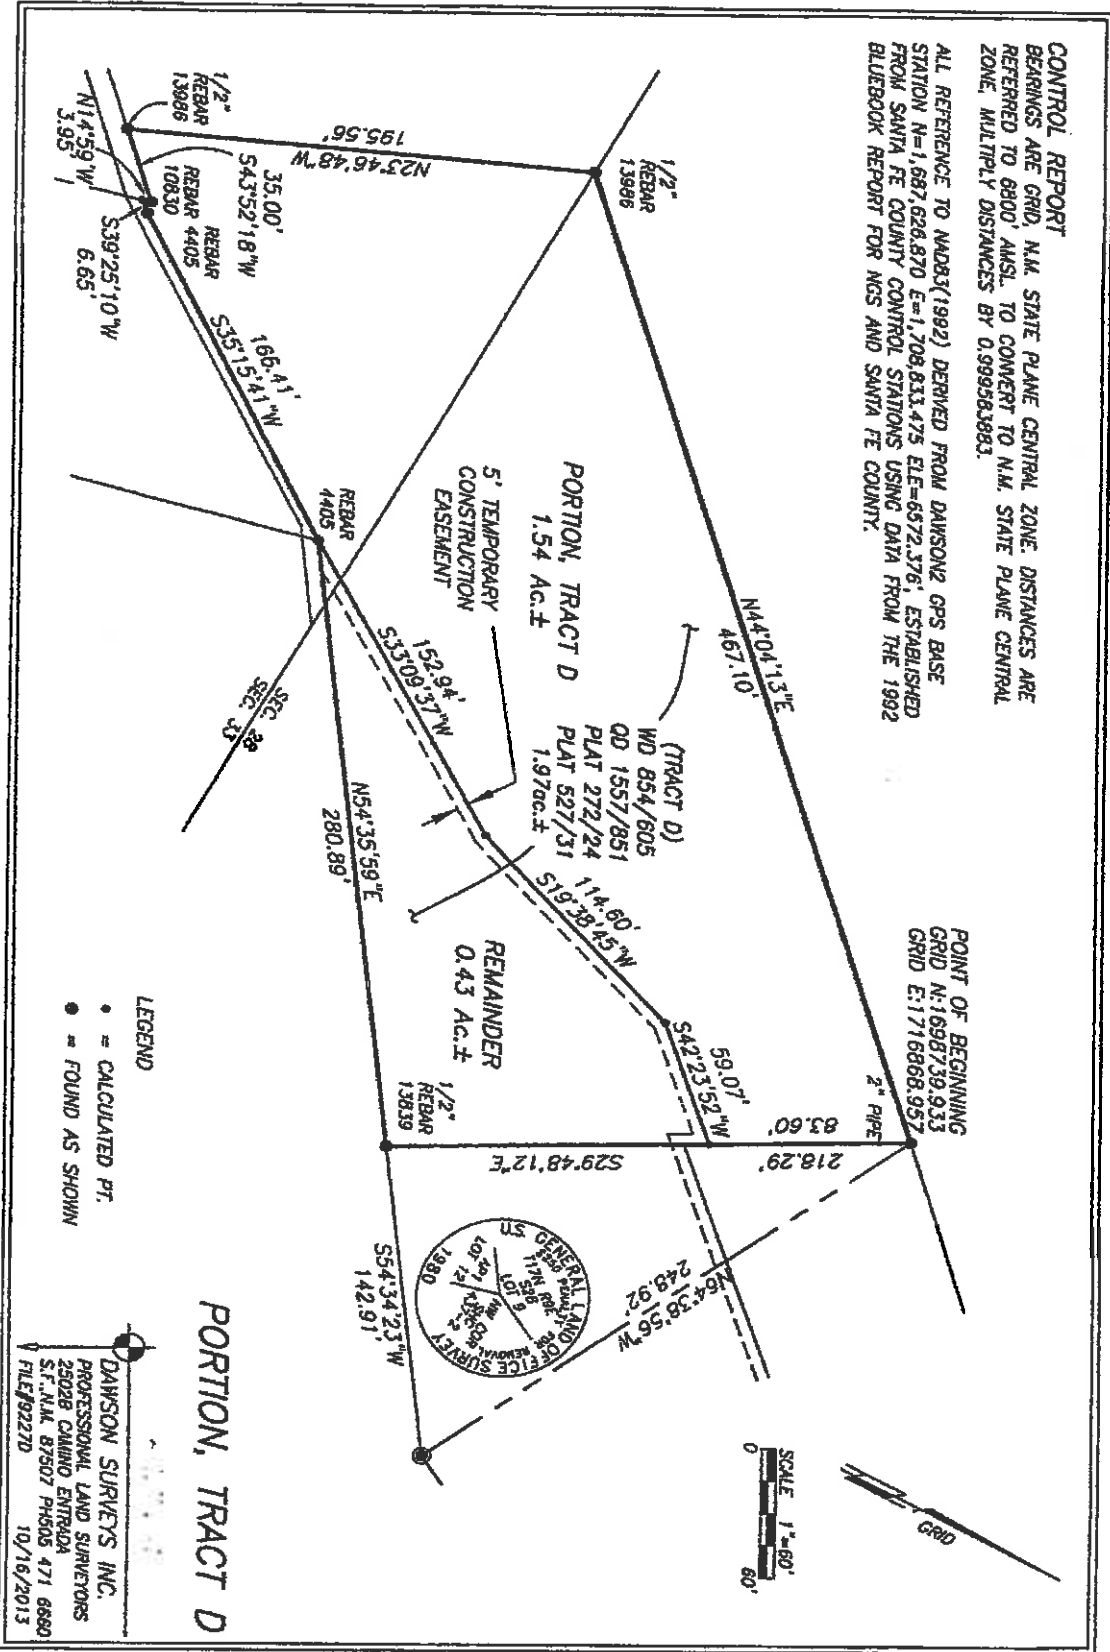 CONTROL REPORT
BEARINGS ARE GRID, N.M. STATE PLANE CENTRAL ZONE. DISTANCES ARE
REFERRED TO 6800' AMSL. TO CONVERT TO N.M. STATE PLANE CENTRAL
ZONE, MULTIPLY DISTANCES BY 0.999583883.
ALL REFERENCE TO NAD83(1992) DERIVED FROM DAWSON2 GPS BASE
STATION N=1,687,626.870 E=1,708,833.475 ELE=6572.376', ESTABLISHED
FROM SANTA FE COUNTY CONTROL STATIONS USING DATA FROM THE 1992
BLUEBOOK REPORT FOR NGS AND SANTA FE COUNTY.
POINT OF BEGINNING
GRID N:1698739.933
GRID E:1716868.957
2" PIPE
1/2"
REBAR
13986
N44°04'13"E
467.10'
195.56'
N23°46'48"W
1/2"
REBAR
13986
35.00'
S43°52'18"W
REBAR
10830
REBAR
4405
N14°59'W
3.95'
S39°25'10"W
6.65'
166.41'
S35°15'41"W
REBAR
4405
PORTION, TRACT D
1.54 Ac.±
5' TEMPORARY
CONSTRUCTION
EASEMENT
(TRACT D)
WD 854/605
QD 1557/851
PLAT 272/24
PLAT 527/31
1.97ac.±
152.94'
S33°09'37"W
114.60'
S19°38'45"W
59.07'
S42°23'52"W
83.60'
218.29'
S29°48'12"E
SEC. 28
SEC. 33
N54°35'59"E
280.89'
REMAINDER
0.43 Ac.±
1/2"
REBAR
13839
S54°34'23"W
142.91'
N64°38'56"W
248.92'
U.S. GENERAL LAND OFFICE SURVEY
$250 PENALTY FOR REMOVAL
T17N R9E
S28
LOT 9
1980
SCALE 1"=60'
0
60'
GRID
LEGEND
• = CALCULATED PT.
● = FOUND AS SHOWN
PORTION, TRACT D
DAWSON SURVEYS INC.
PROFESSIONAL LAND SURVEYORS
2502B CAMINO ENTRADA
S.F., N.M. 87507 PH505 471 6660
FILE#9227D 10/16/2013